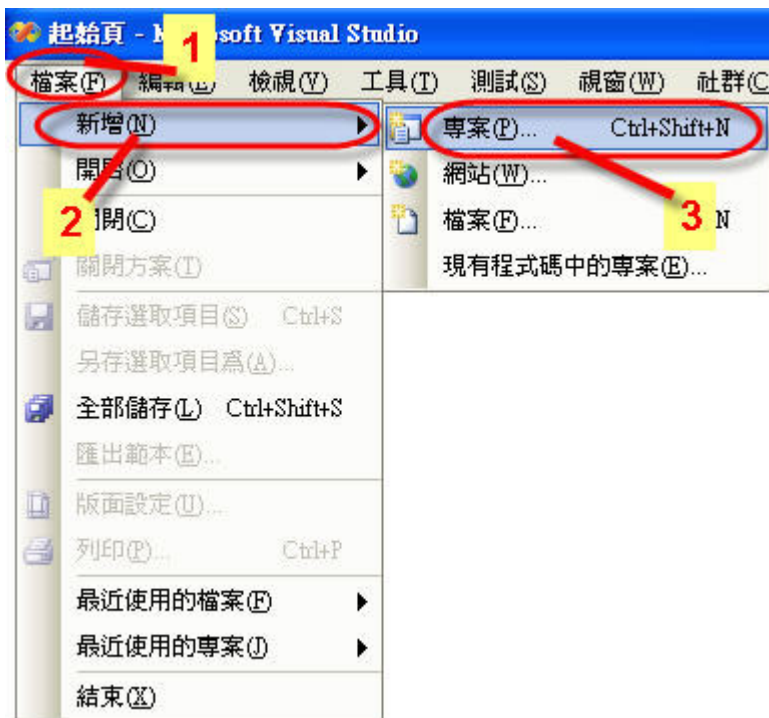 起始頁 - M soft Visual Studio
1
檔案(F) 編輯(E) 檢視(V) 工具(T) 測試(S) 視窗(W) 社群(C
新增(N)
專案(P)... Ctrl+Shift+N
開啟(O)
網站(W)...
2
閉(C)
檔案(F)... N
3
關閉方案(T)
現有程式碼中的專案(E)...
儲存選取項目(S) Ctrl+S
另存選取項目為(A)...
全部儲存(L) Ctrl+Shift+S
匯出範本(E)...
版面設定(U)...
列印(P)... Ctrl+P
最近使用的檔案(F)
最近使用的專案(J)
結束(X)